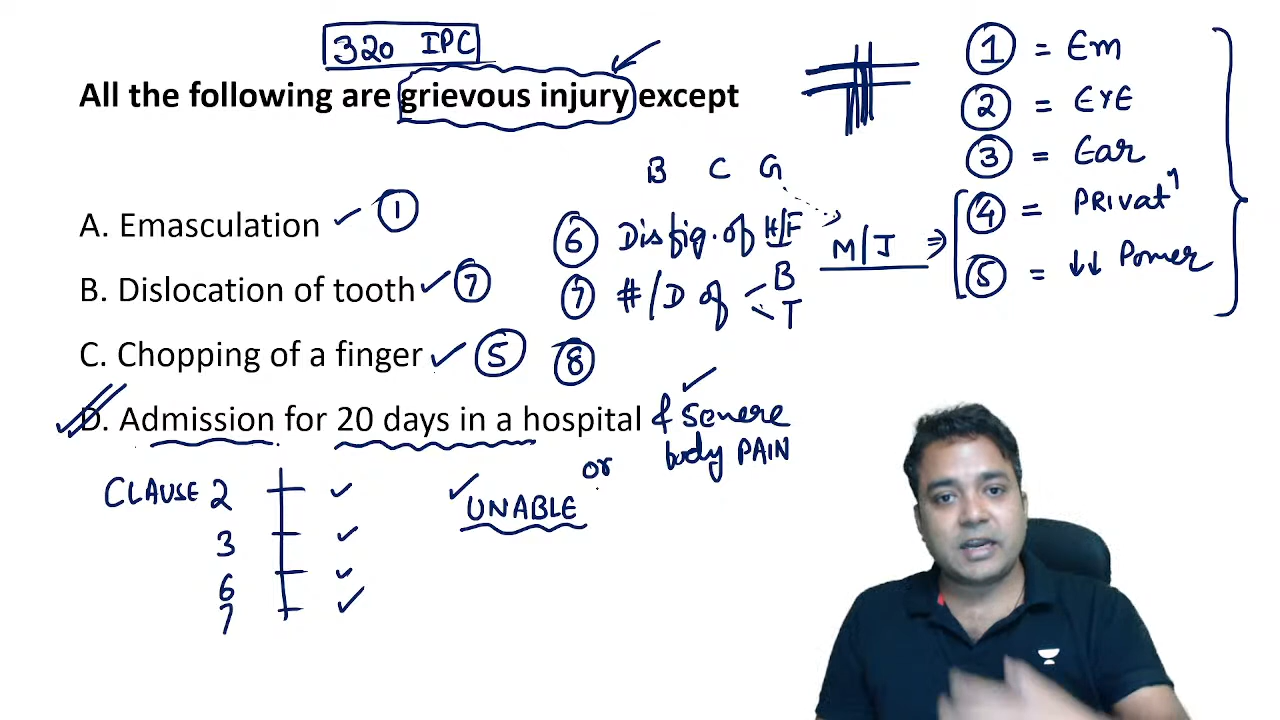 320 IPC
All the following are grievous injury except
A. Emasculation ①
B. Dislocation of tooth ⑦
C. Chopping of a finger ⑤
D. Admission for 20 days in a hospital & severe body PAIN
B C G
⑥ Disfig. of H/F
⑦ #/D of B T
⑧
M/J ⇒
① = Em
② = EYE
③ = Ear
④ = PRIVATn
⑤ = ↓↓ Power
CLAUSE 2
3
6
7
UNABLE or